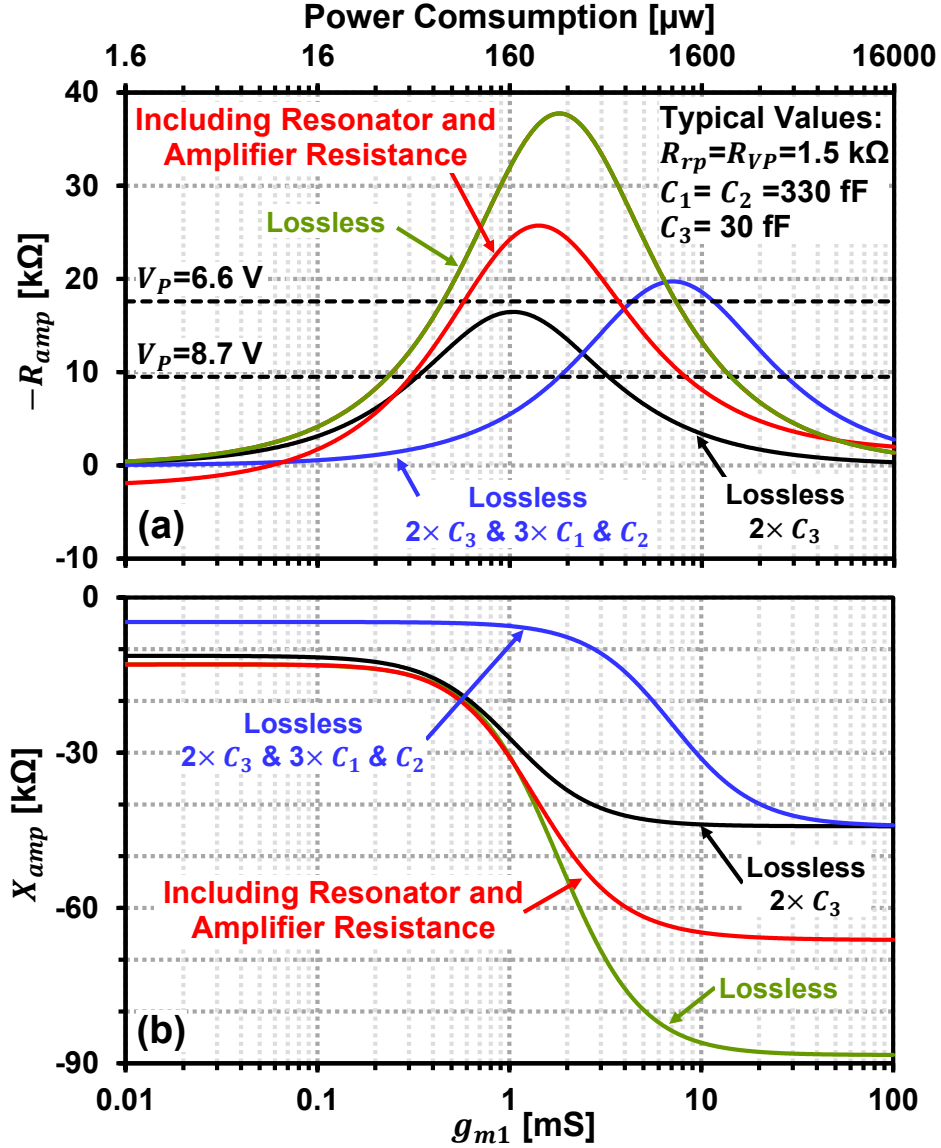 Power Comsumption [μw]
1.6 16 160 1600 16000
40
30
20
10
0
-10
−R_amp [kΩ]
Including Resonator and
Amplifier Resistance
Lossless
Typical Values:
R_rp=R_VP=1.5 kΩ
C_1= C_2 =330 fF
C_3= 30 fF
V_P=6.6 V
V_P=8.7 V
Lossless
2× C_3 & 3× C_1 & C_2
Lossless
2× C_3
(a)
0
-30
-60
-90
X_amp [kΩ]
Lossless
2× C_3 & 3× C_1 & C_2
Lossless
2× C_3
Including Resonator and
Amplifier Resistance
Lossless
(b)
0.01 0.1 1 10 100
g_m1 [mS]